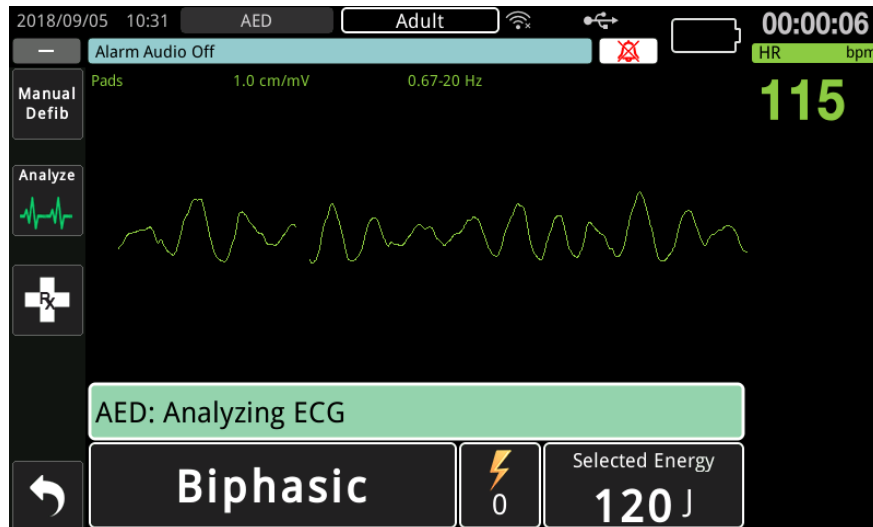 2018/09/05 10:31 AED Adult 00:00:06
Alarm Audio Off
HR bpm
115
Pads 1.0 cm/mV 0.67-20 Hz
Manual
Defib
Analyze
Rx
AED: Analyzing ECG
Biphasic
0
Selected Energy
120 J